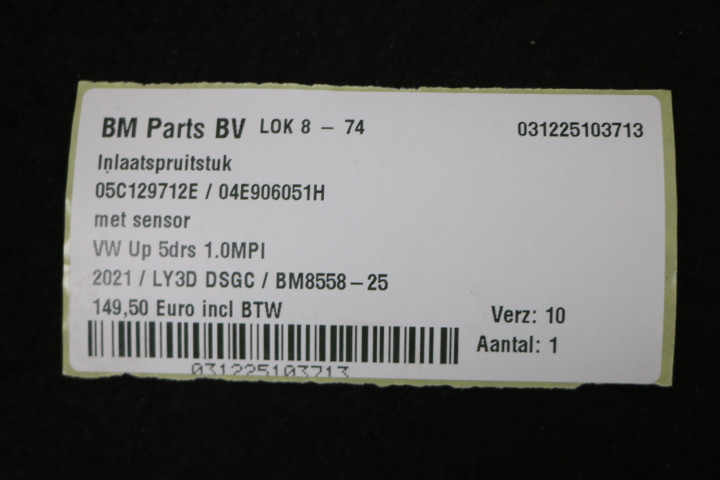 BM Parts BV LOK 8 - 74 031225103713
Inlaatspruitstuk
05C129712E / 04E906051H
met sensor
VW Up 5drs 1.0MPI
2021 / LY3D DSGC / BM8558-25
149,50 Euro incl BTW
Verz: 10
Aantal: 1
031225103713